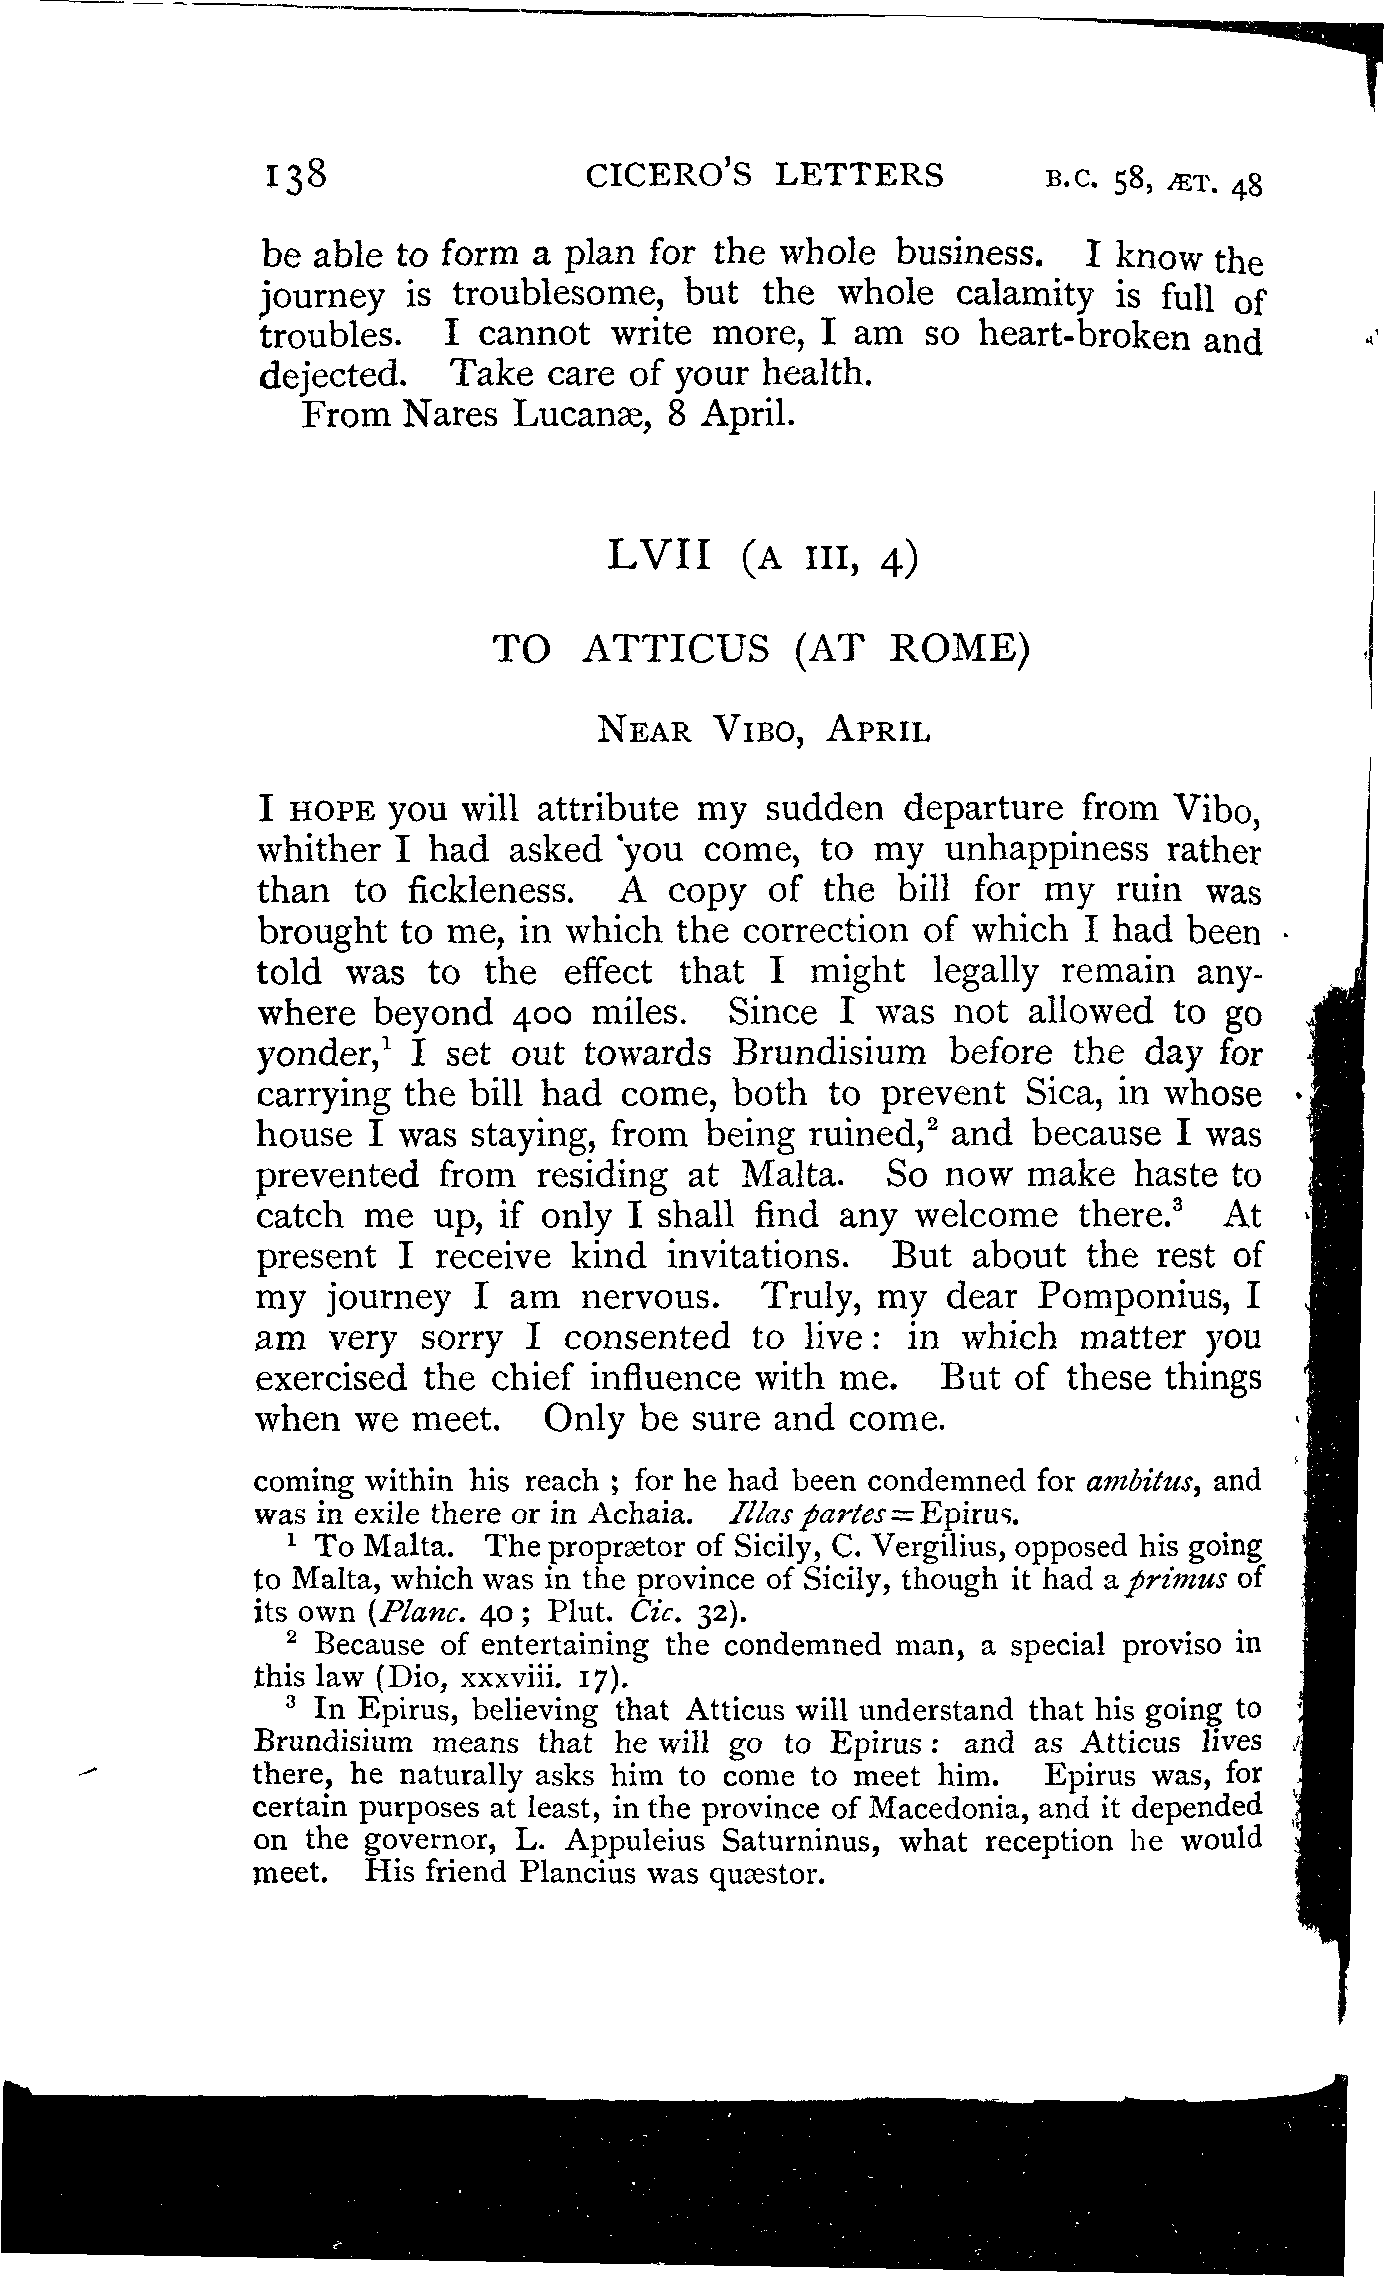 138 CICERO'S LETTERS B.C. 58, ÆT. 48
be able to form a plan for the whole business. I know the
journey is troublesome, but the whole calamity is full of
troubles. I cannot write more, I am so heart-broken and
dejected. Take care of your health.
From Nares Lucanæ, 8 April.
LVII (A III, 4)
TO ATTICUS (AT ROME)
NEAR VIBO, APRIL
I HOPE you will attribute my sudden departure from Vibo,
whither I had asked you come, to my unhappiness rather
than to fickleness. A copy of the bill for my ruin was
brought to me, in which the correction of which I had been
told was to the effect that I might legally remain any-
where beyond 400 miles. Since I was not allowed to go
yonder,¹ I set out towards Brundisium before the day for
carrying the bill had come, both to prevent Sica, in whose
house I was staying, from being ruined,² and because I was
prevented from residing at Malta. So now make haste to
catch me up, if only I shall find any welcome there.³ At
present I receive kind invitations. But about the rest of
my journey I am nervous. Truly, my dear Pomponius, I
am very sorry I consented to live: in which matter you
exercised the chief influence with me. But of these things
when we meet. Only be sure and come.
coming within his reach ; for he had been condemned for ambitus, and
was in exile there or in Achaia. Illas partes=Epirus.
¹ To Malta. The proprætor of Sicily, C. Vergilius, opposed his going
to Malta, which was in the province of Sicily, though it had a primus of
its own (Planc. 40; Plut. Cic. 32).
² Because of entertaining the condemned man, a special proviso in
this law (Dio, xxxviii. 17).
³ In Epirus, believing that Atticus will understand that his going to
Brundisium means that he will go to Epirus: and as Atticus lives
there, he naturally asks him to come to meet him. Epirus was, for
certain purposes at least, in the province of Macedonia, and it depended
on the governor, L. Appuleius Saturninus, what reception he would
meet. His friend Plancius was quæstor.